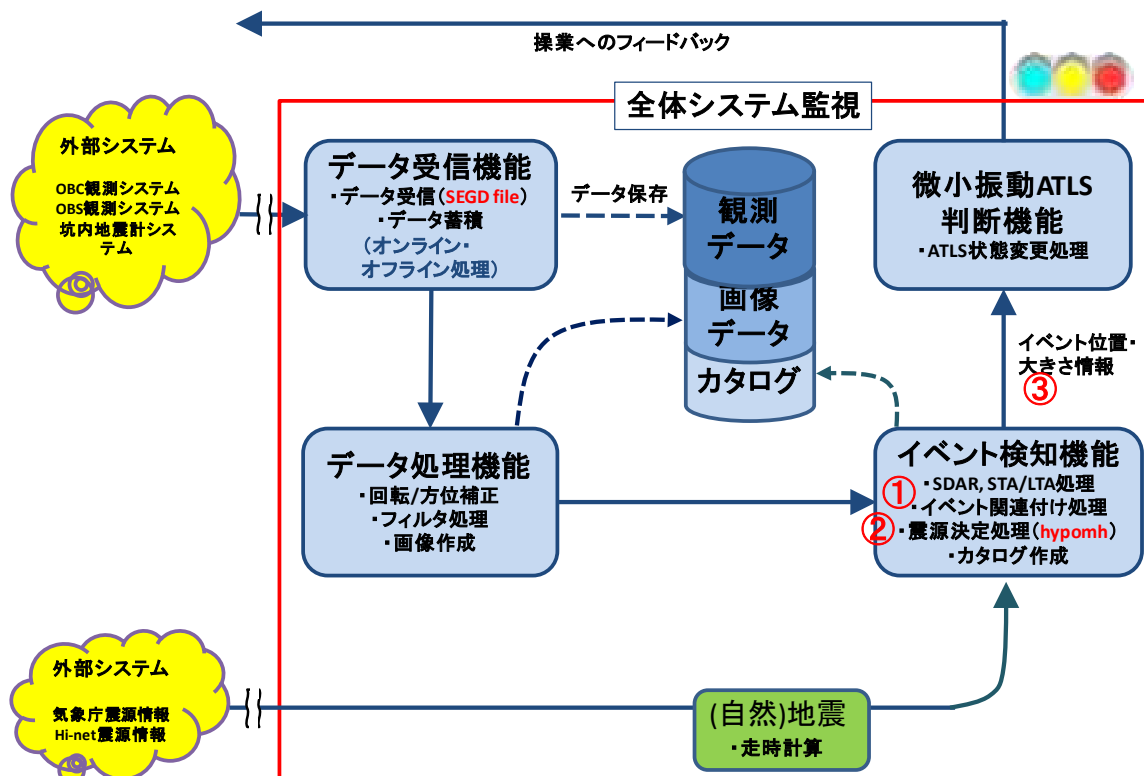 操業へのフィードバック
全体システム監視
外部システム
OBC観測システム
OBS観測システム
坑内地震計シス
テム
データ受信機能
・データ受信(SEGD file)
・データ蓄積
(オンライン・
オフライン処理)
データ保存
観測
データ
画像
データ
カタログ
微小振動ATLS
判断機能
・ATLS状態変更処理
イベント位置・
大きさ情報
③
データ処理機能
・回転/方位補正
・フィルタ処理
・画像作成
イベント検知機能
・SDAR, STA/LTA処理
①
・イベント関連付け処理
②
・震源決定処理(hypomh)
・カタログ作成
外部システム
気象庁震源情報
Hi-net震源情報
(自然)地震
・走時計算